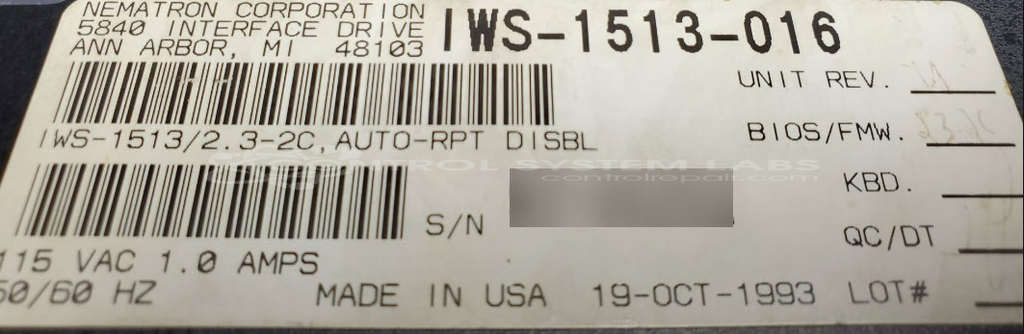 NEMATRON CORPORATION
5840 INTERFACE DRIVE
ANN ARBOR, MI 48103
IWS-1513-016
UNIT REV.
IWS-1513/2.3-2C, AUTO-RPT DISBL
BIOS/FMW.
TROL SYSTEM LABS
controlrepair.com
KBD.
S/N
QC/DT
115 VAC 1.0 AMPS
50/60 HZ
MADE IN USA 19-OCT-1993 LOT#